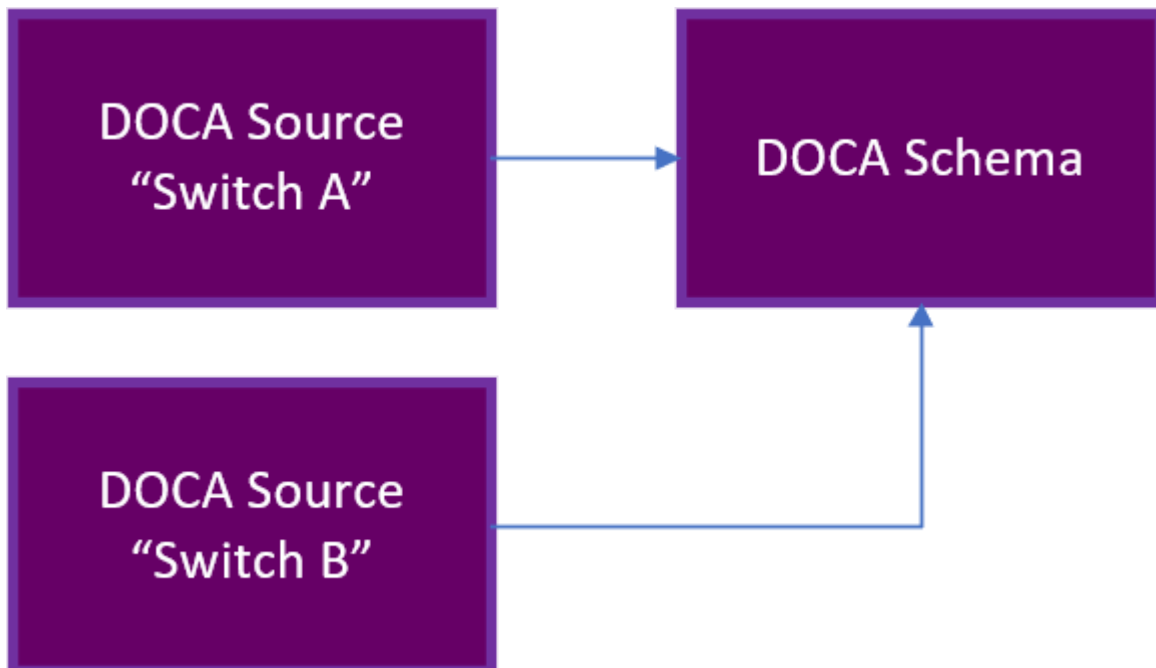 DOCA Source
“Switch A”
DOCA Schema
DOCA Source
“Switch B”